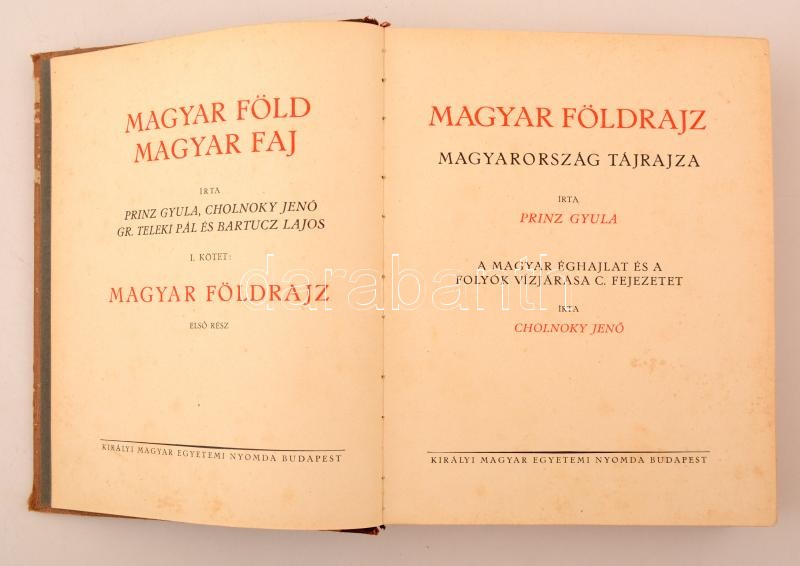 MAGYAR FÖLD
MAGYAR FAJ
ÍRTA
PRINZ GYULA, CHOLNOKY JENŐ
GR. TELEKI PÁL ÉS BARTUCZ LAJOS
I. KÖTET:
MAGYAR FÖLDRAJZ
ELSŐ RÉSZ
KIRÁLYI MAGYAR EGYETEMI NYOMDA BUDAPEST
MAGYAR FÖLDRAJZ
MAGYARORSZÁG TÁJRAJZA
ÍRTA
PRINZ GYULA
A MAGYAR ÉGHAJLAT ÉS A
FOLYÓK VÍZJÁRÁSA C. FEJEZETET
ÍRTA
CHOLNOKY JENŐ
KIRÁLYI MAGYAR EGYETEMI NYOMDA BUDAPEST
darabanth